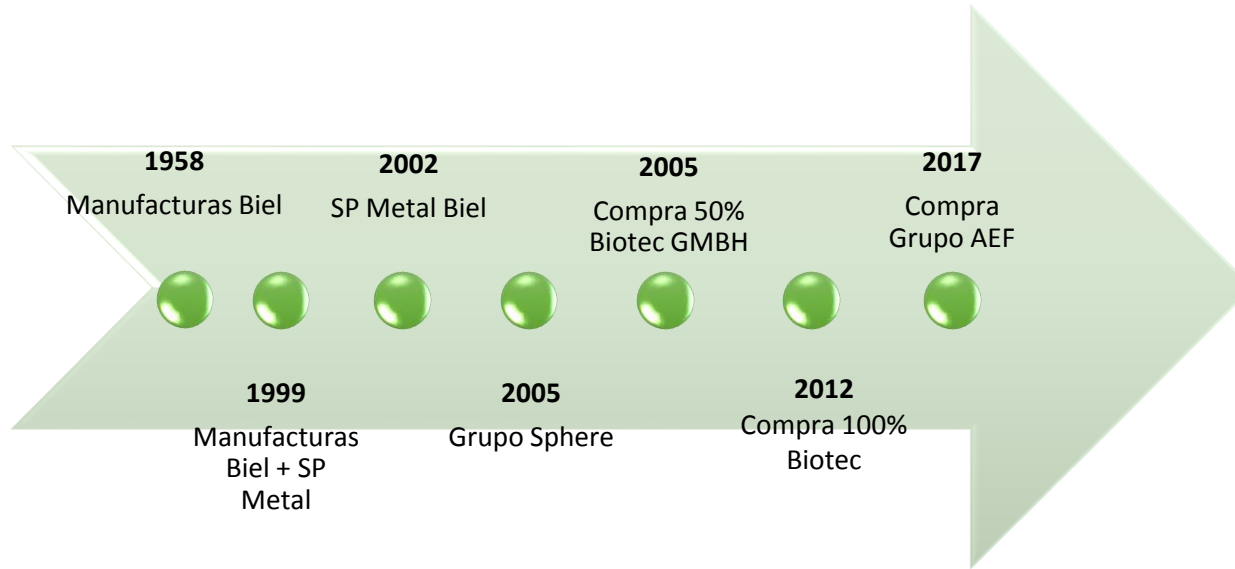 1958
Manufacturas Biel
1999
Manufacturas
Biel + SP
Metal
2002
SP Metal Biel
2005
Grupo Sphere
2005
Compra 50%
Biotec GMBH
2012
Compra 100%
Biotec
2017
Compra
Grupo AEF